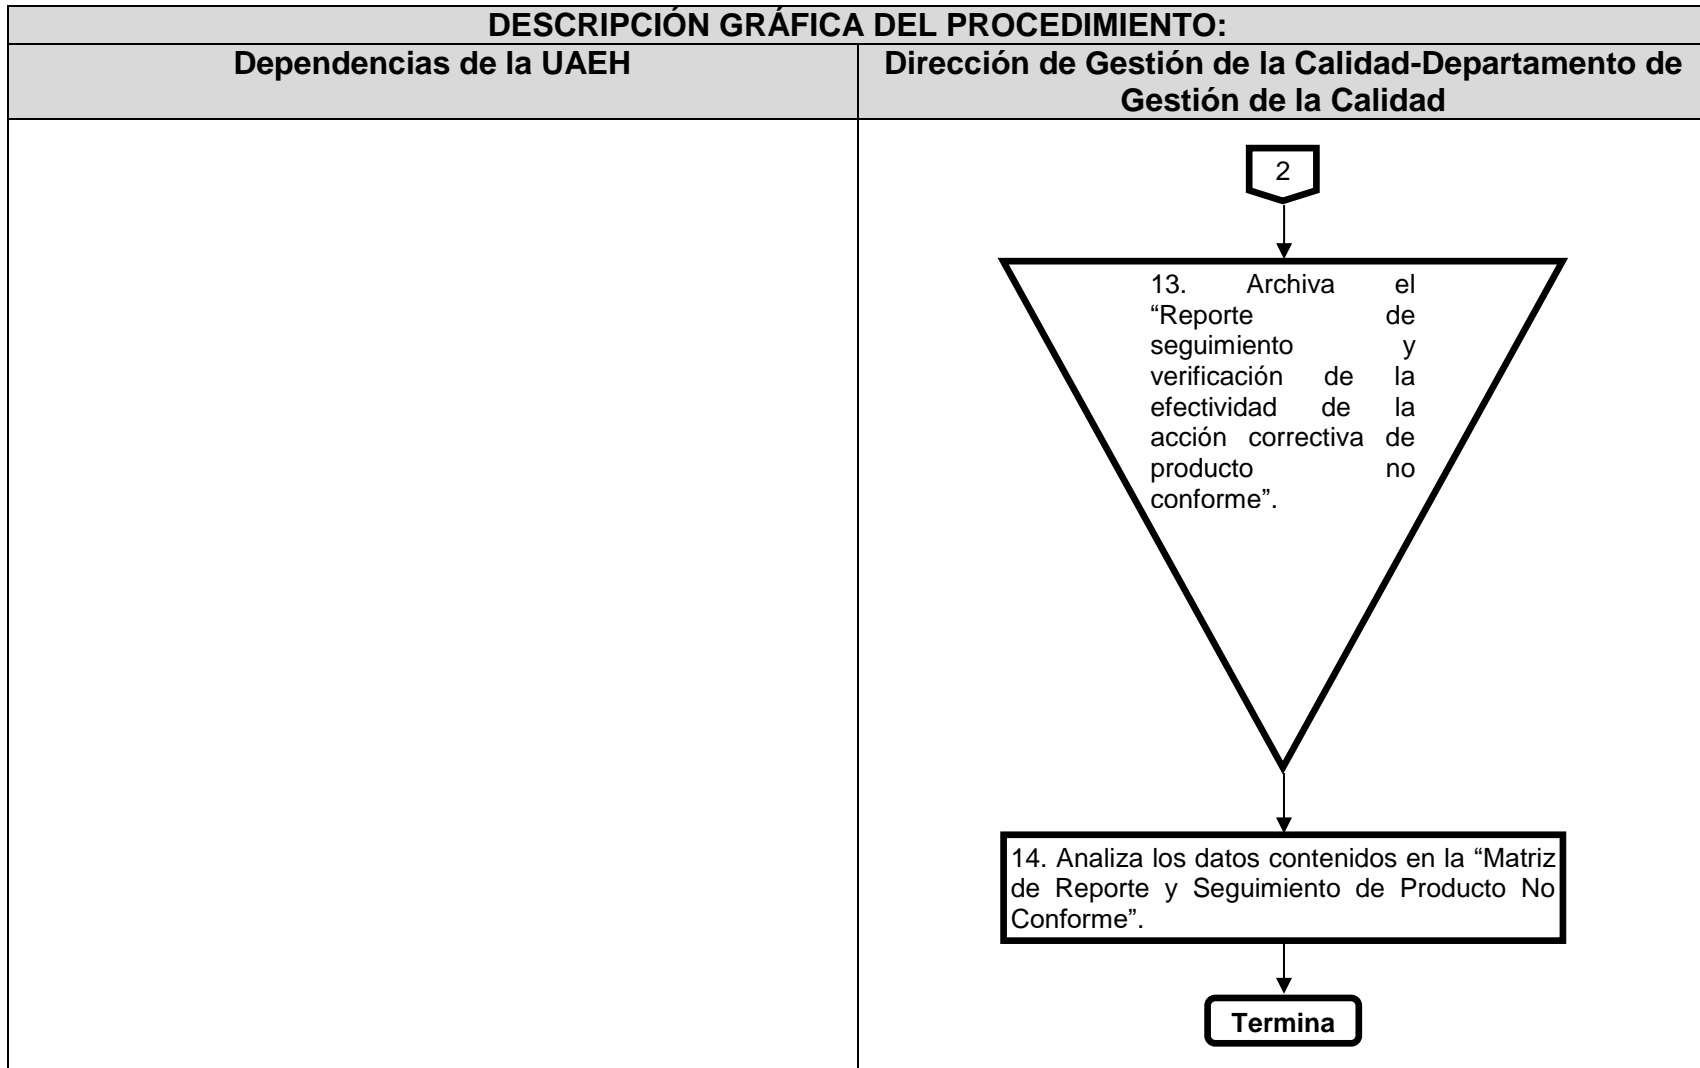 DESCRIPCIÓN GRÁFICA DEL PROCEDIMIENTO:
Dependencias de la UAEH
Dirección de Gestión de la Calidad-Departamento de
Gestión de la Calidad
2
13. Archiva el
“Reporte de
seguimiento y
verificación de la
efectividad de la
acción correctiva de
producto no
conforme”.
14. Analiza los datos contenidos en la “Matriz
de Reporte y Seguimiento de Producto No
Conforme”.
Termina